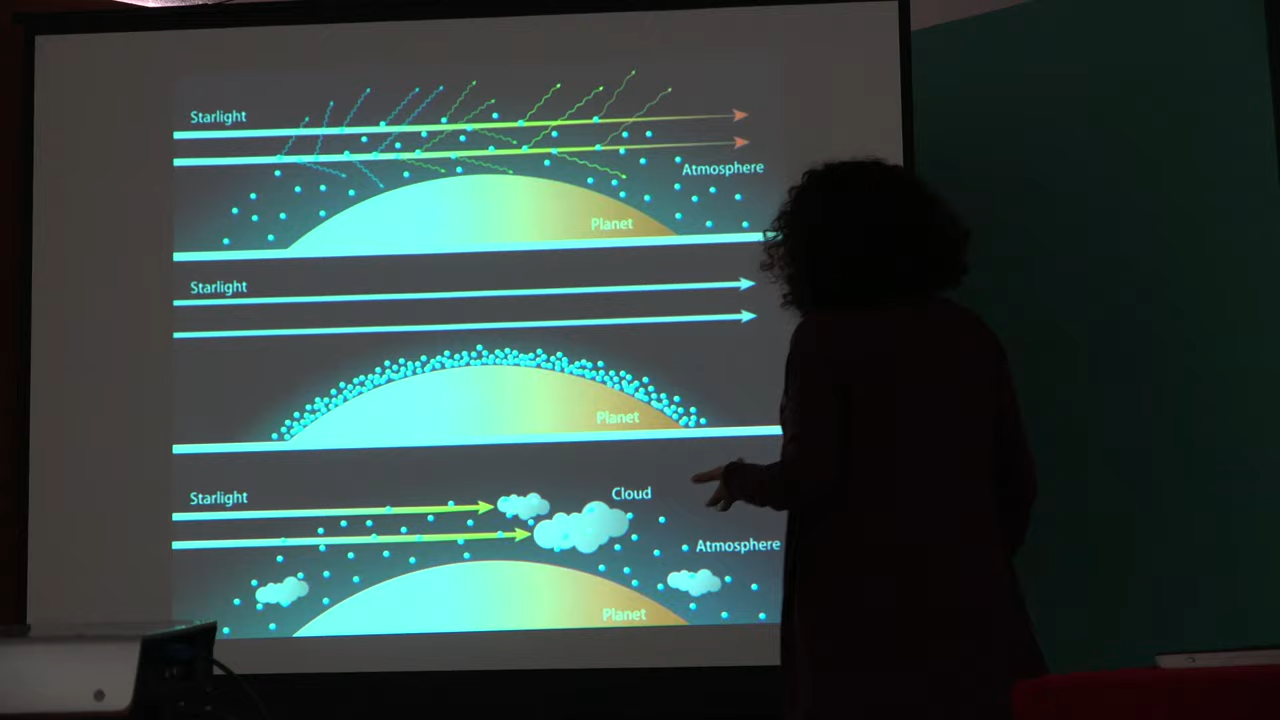 Starlight
Atmosphere
Planet
Starlight
Planet
Starlight
Cloud
Atmosphere
Planet